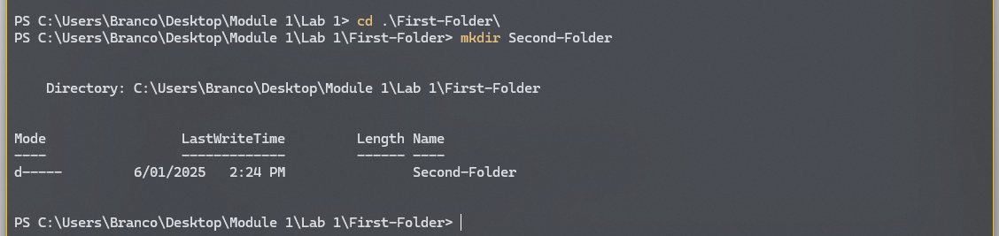 PS C:\Users\Branco\Desktop\Module 1\Lab 1> cd .\First-Folder\
PS C:\Users\Branco\Desktop\Module 1\Lab 1\First-Folder> mkdir Second-Folder
    Directory: C:\Users\Branco\Desktop\Module 1\Lab 1\First-Folder
Mode                 LastWriteTime         Length Name
----                 -------------         ------ ----
d-----         6/01/2025   2:24 PM                Second-Folder
PS C:\Users\Branco\Desktop\Module 1\Lab 1\First-Folder>